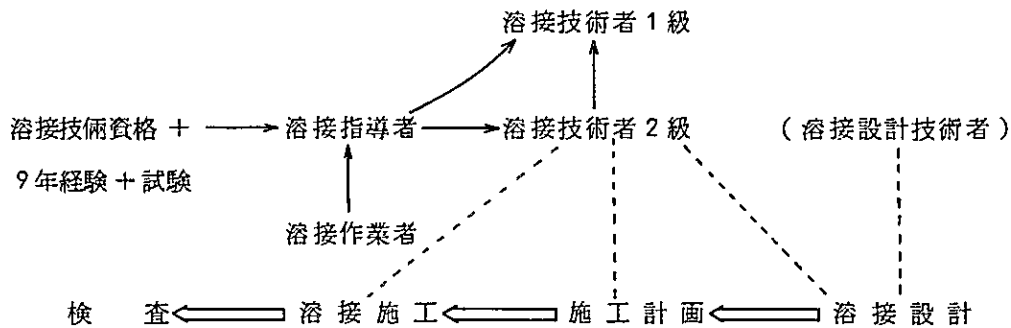 溶接技術者1級
溶接技倆資格+
9年経験+試験
溶接指導者
溶接技術者2級
(溶接設計技術者)
溶接作業者
検査
溶接施工
施工計画
溶接設計